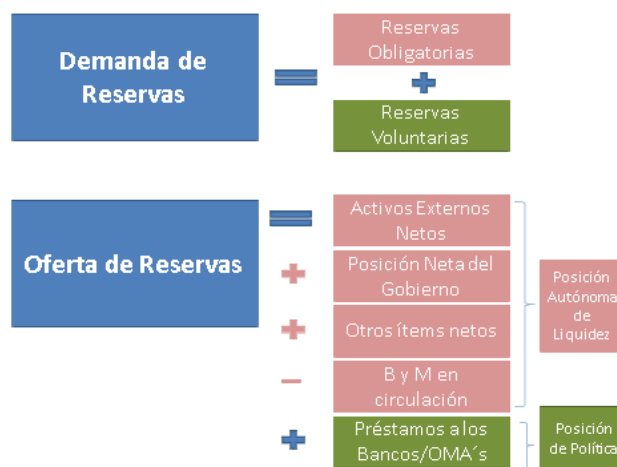 Demanda de
Reservas
=
Reservas
Obligatorias
+
Reservas
Voluntarias
Oferta de Reservas
=
Activos Externos
Netos
+
Posición Neta del
Gobierno
+
Otros ítems netos
−
B y M en
circulación
+
Préstamos a los
Bancos/OMA´s
Posición
Autónoma
de
Liquidez
Posición
de Política